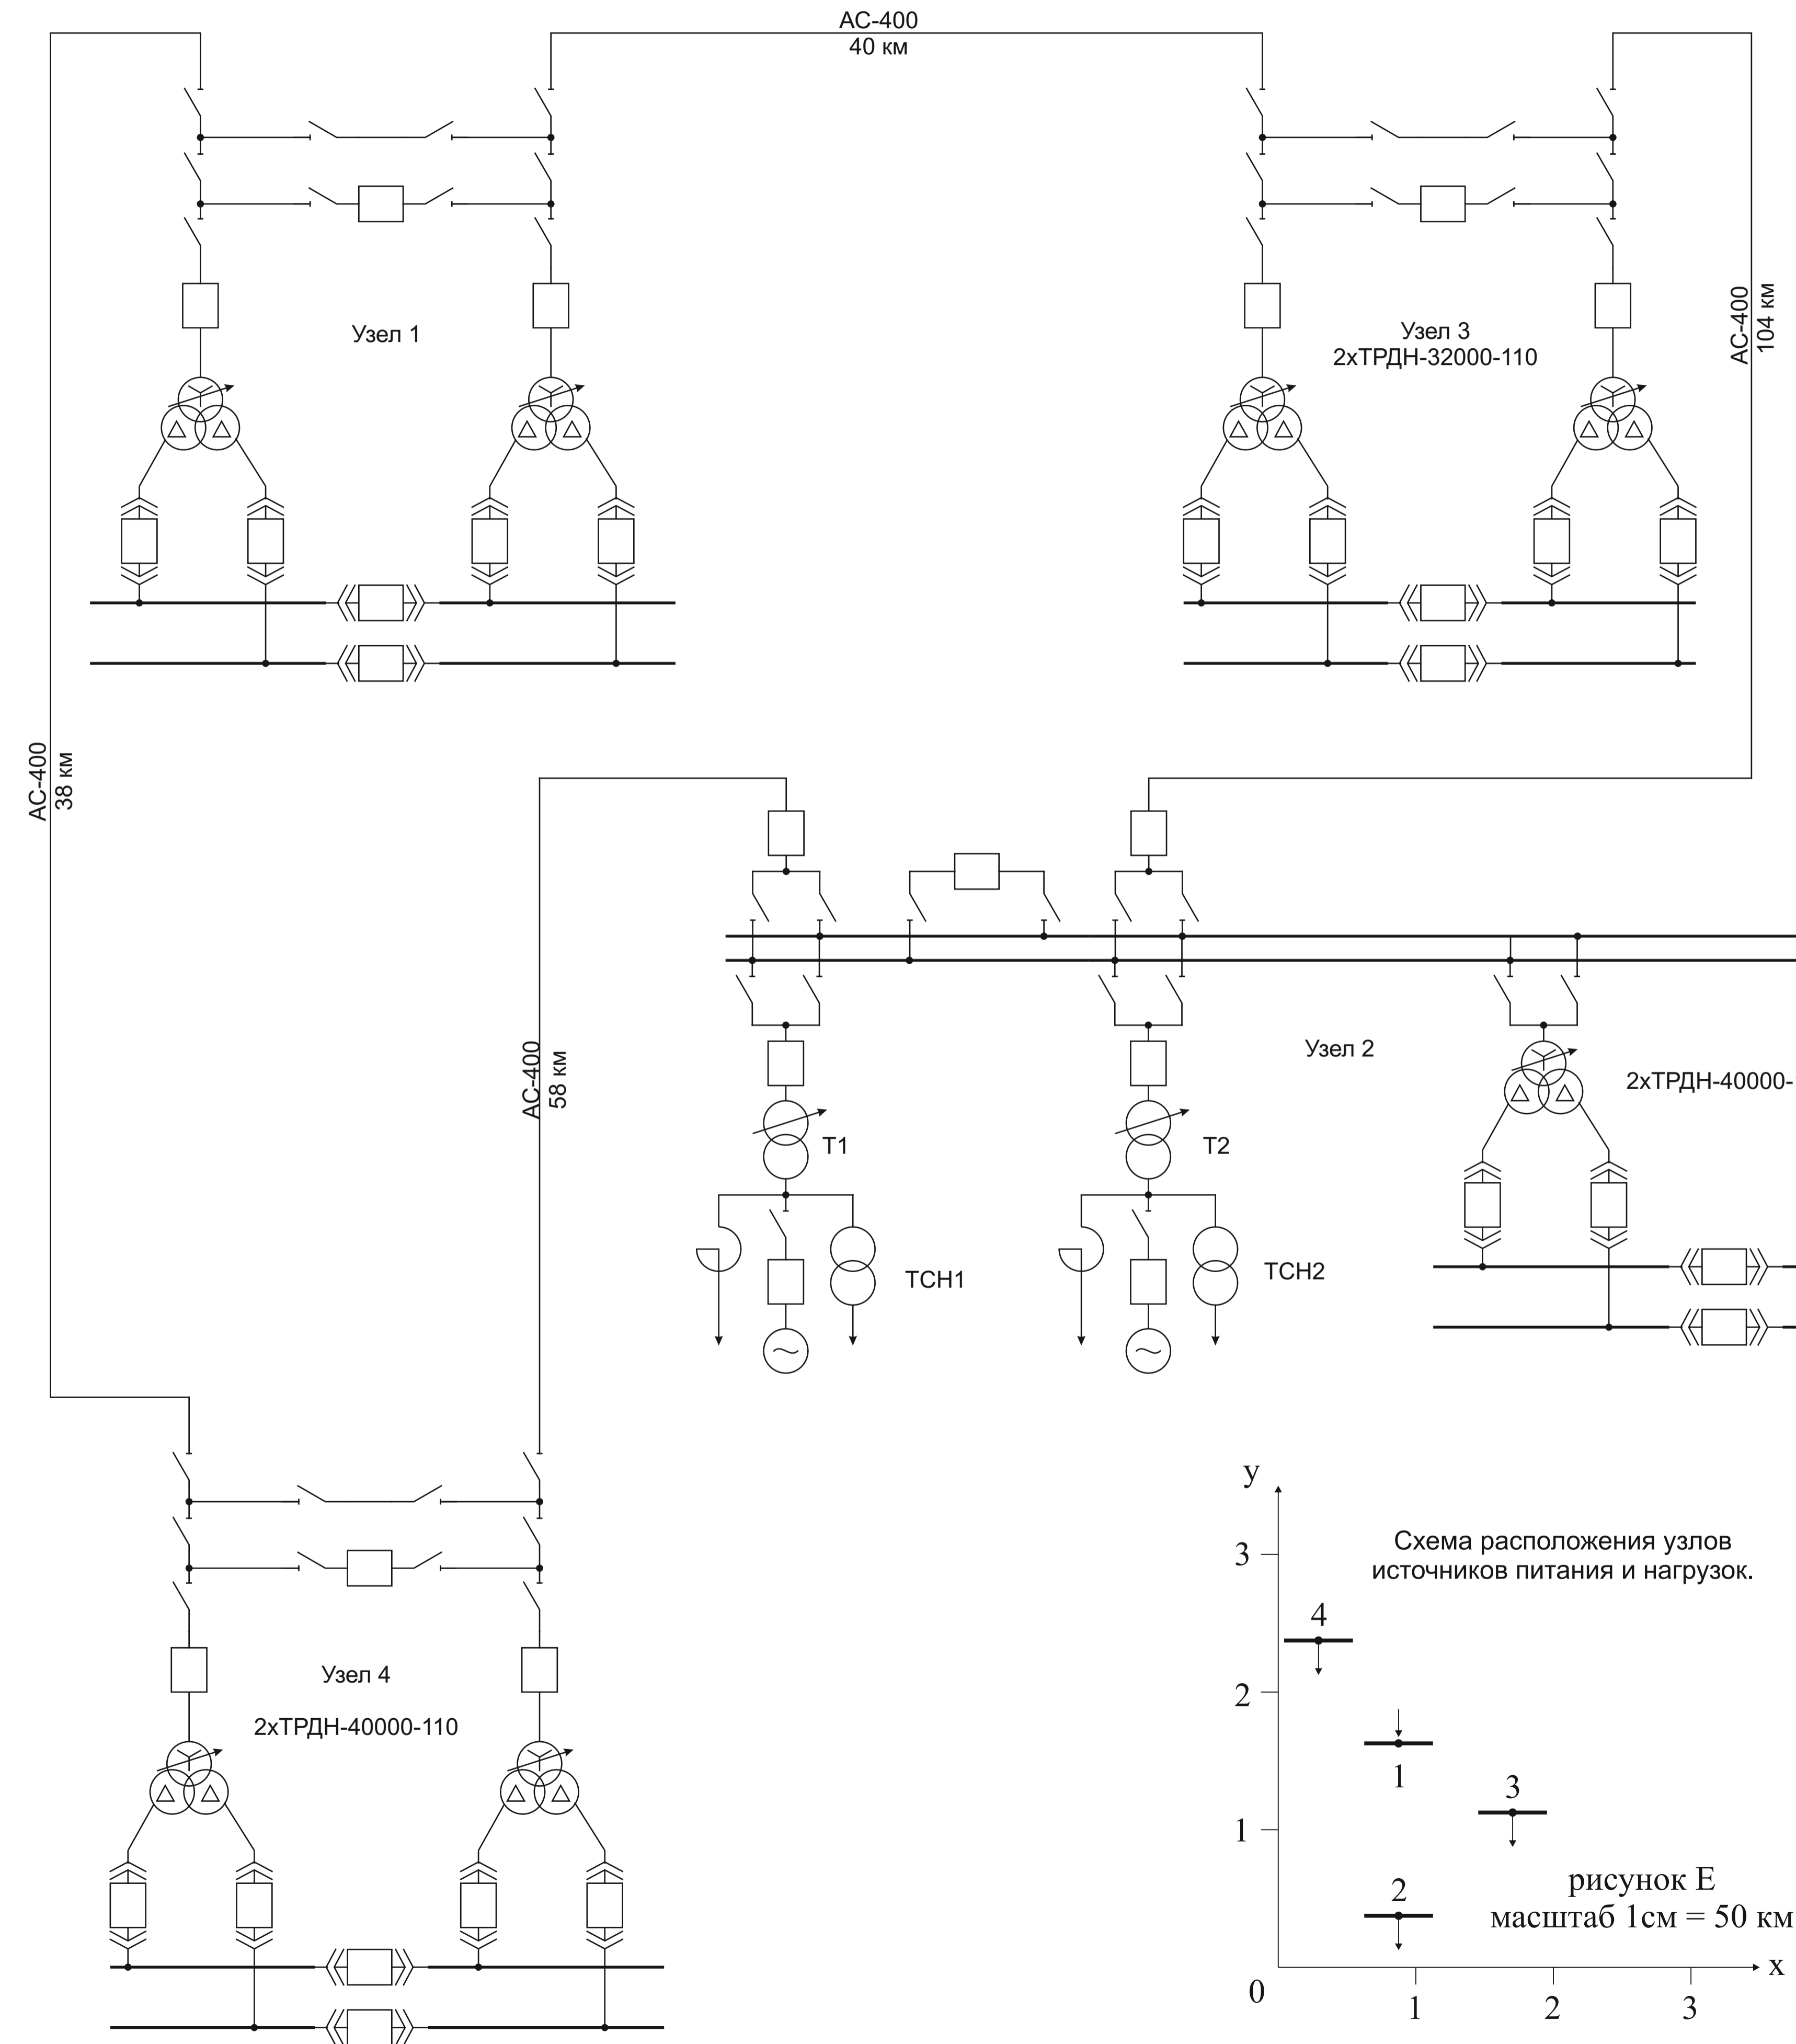 АС-400
40 км
АС-400
104 км
Узел 1
Узел 3
2хТРДН-32000-110
АС-400
38 км
АС-400
58 км
Узел 2
2хТРДН-40000-
Т1
Т2
ТСН1
ТСН2
Узел 4
2хТРДН-40000-110
у
Схема расположения узлов
источников питания и нагрузок.
3
4
2
1
3
1
2
рисунок Е
масштаб 1см = 50 км
0
х
1
2
3